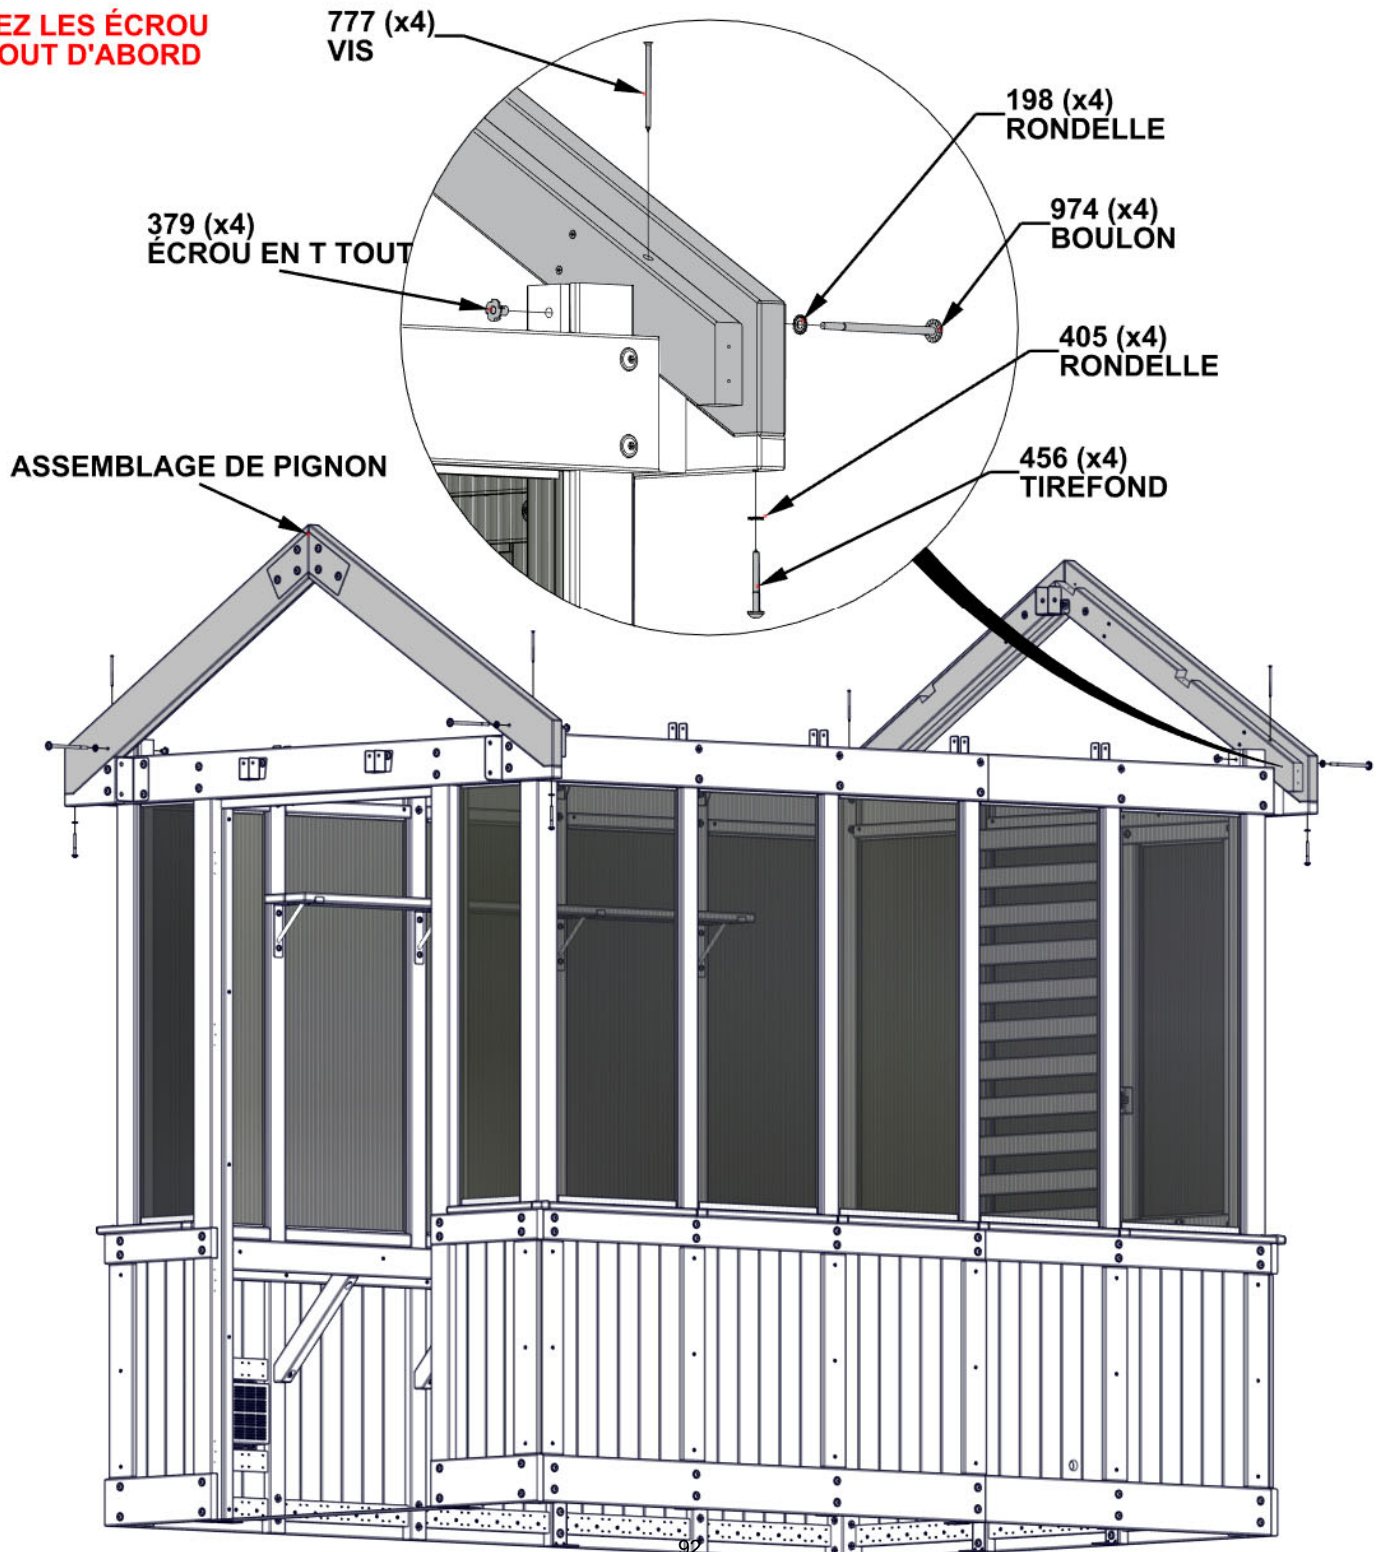 EZ LES ÉCROU
OUT D'ABORD
777 (x4)
VIS
198 (x4)
RONDELLE
379 (x4)
ÉCROU EN T TOUT
974 (x4)
BOULON
405 (x4)
RONDELLE
ASSEMBLAGE DE PIGNON
456 (x4)
TIREFOND
92